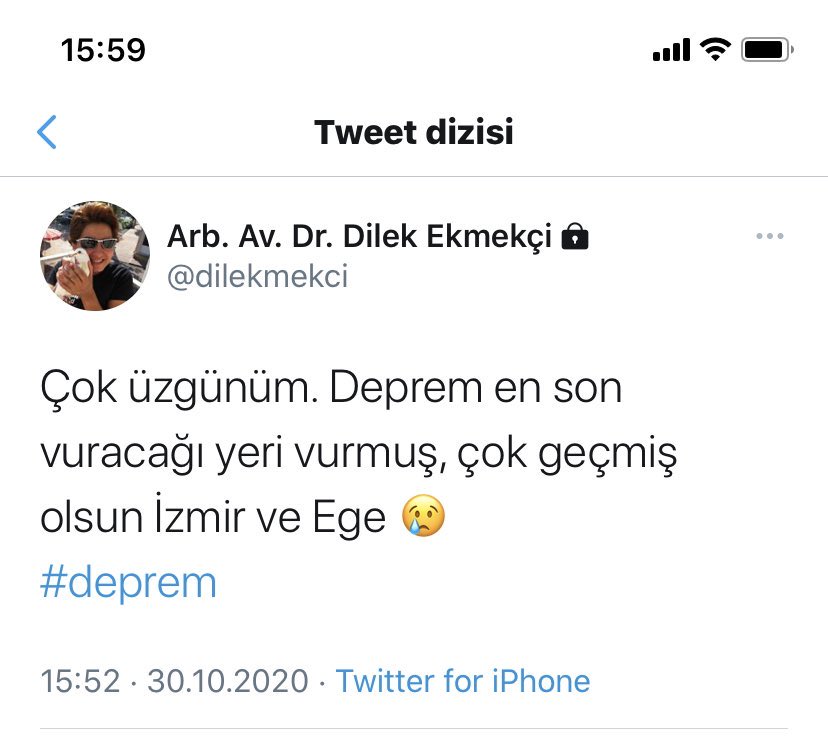 15:59
Tweet dizisi
Arb. Av. Dr. Dilek Ekmekçi
@dilekmekci
Çok üzgünüm. Deprem en son
vuracağı yeri vurmuş, çok geçmiş
olsun İzmir ve Ege 😢
#deprem
15:52 · 30.10.2020 · Twitter for iPhone